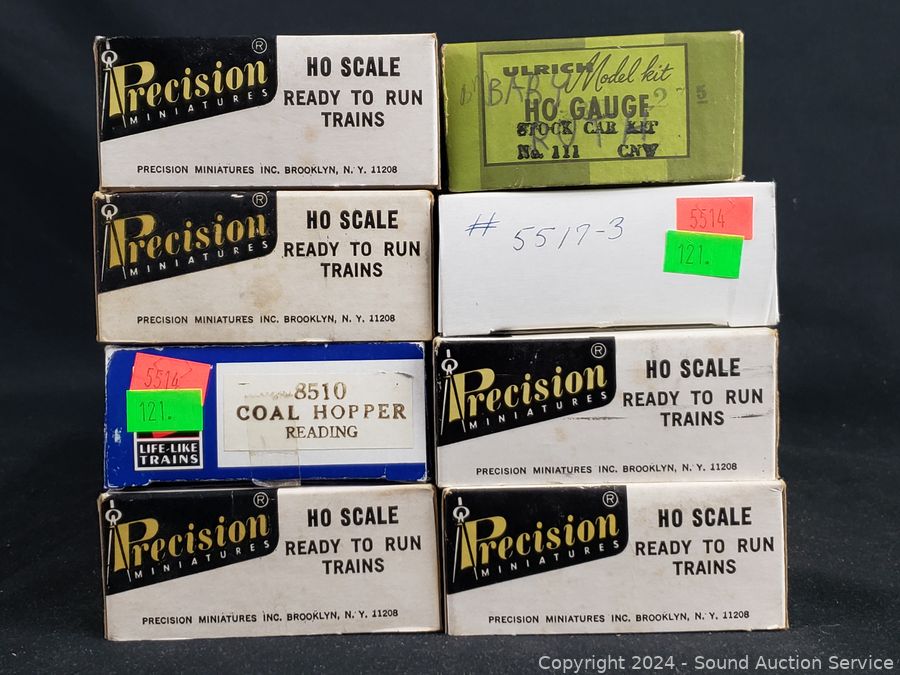 Precision ®
MINIATURES
HO SCALE
READY TO RUN
TRAINS
PRECISION MINIATURES INC. BROOKLYN, N.Y. 11208
ULRICH Model kit
BABY
HO GAUGE
STOCK CAR KIT
No. 111 CNW
Precision ®
MINIATURES
HO SCALE
READY TO RUN
TRAINS
PRECISION MINIATURES INC. BROOKLYN, N.Y. 11208
# 5517-3
5514
121.
5514
121.
LIFE-LIKE
TRAINS
8510
COAL HOPPER
READING
Precision ®
MINIATURES
HO SCALE
READY TO RUN
TRAINS
PRECISION MINIATURES INC. BROOKLYN, N.Y. 11208
Precision ®
MINIATURES
HO SCALE
READY TO RUN
TRAINS
PRECISION MINIATURES INC. BROOKLYN, N.Y. 11208
Precision ®
MINIATURES
HO SCALE
READY TO RUN
TRAINS
PRECISION MINIATURES INC. BROOKLYN, N.Y. 11208
Copyright 2024 - Sound Auction Service